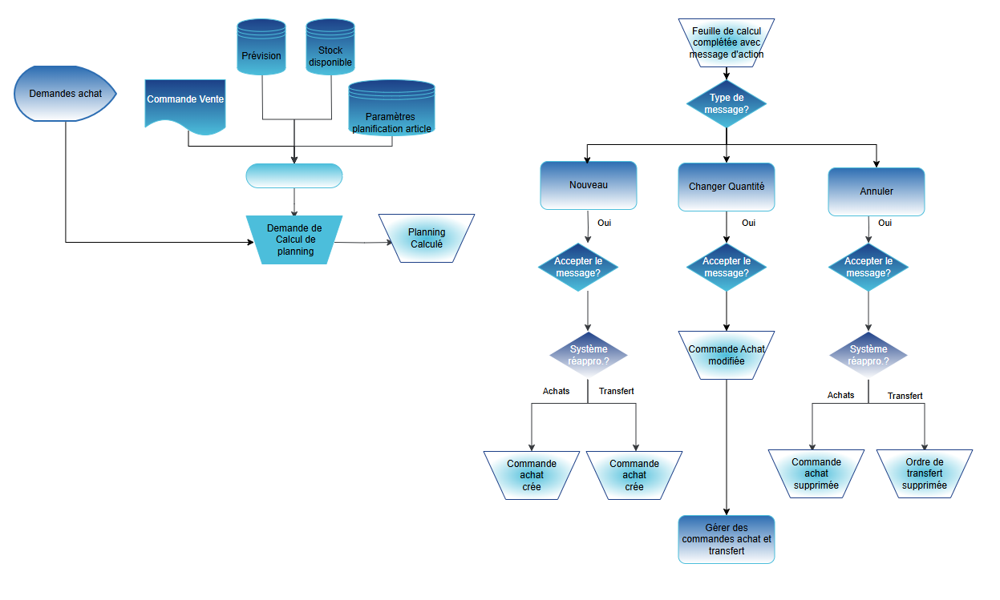 Prévision
Stock
disponible
Demandes achat
Commande Vente
Paramètres
planification article
Demande de
Calcul de
planning
Planning
Calculé
Feuille de calcul
complétée avec
message d'action
Type de
message?
Nouveau
Changer Quantité
Annuler
Oui
Oui
Oui
Accepter le
message?
Accepter le
message?
Accepter le
message?
Système
réappro.?
Commande Achat
modifiée
Système
réappro.?
Achats
Transfert
Achats
Transfert
Commande
achat
crée
Commande
achat
crée
Commande
achat
supprimée
Ordre de
transfert
supprimée
Gérer des
commandes achat et
transfert